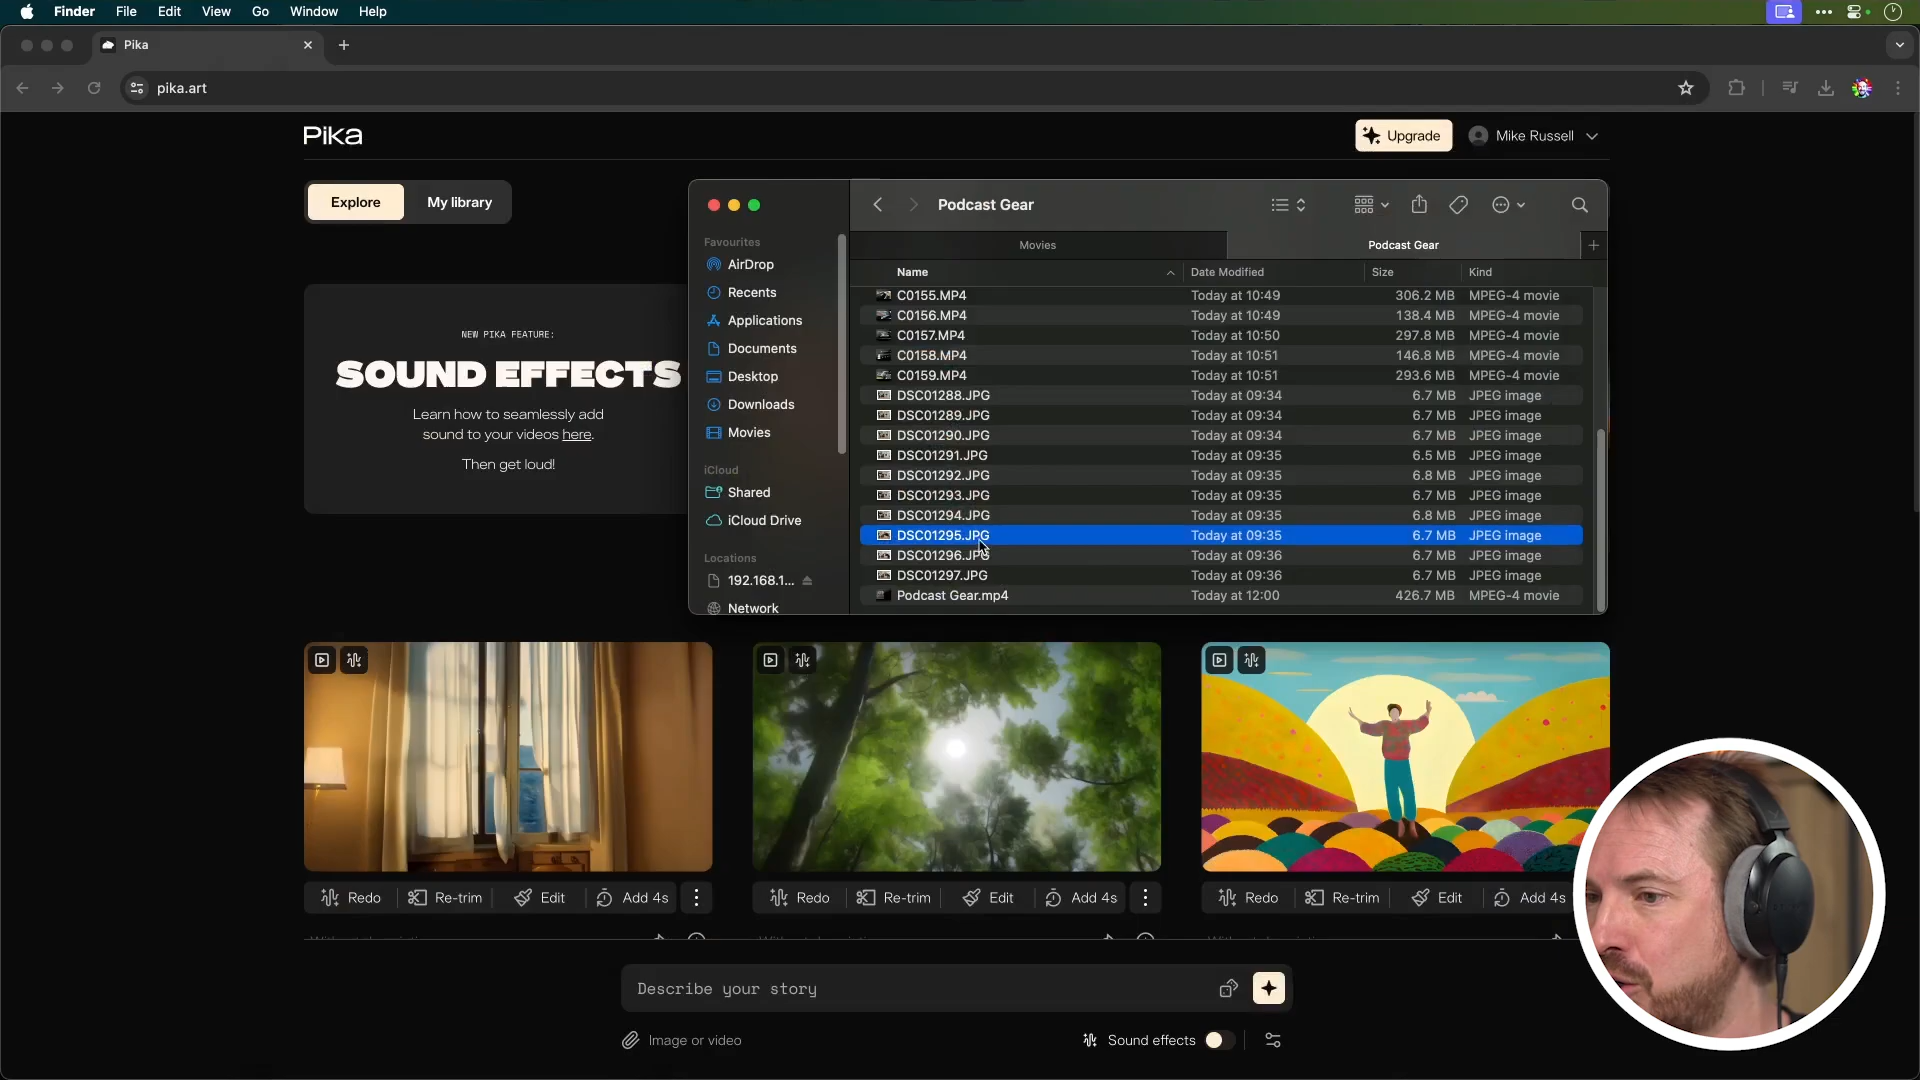 Finder File Edit View Go Window Help
Pika
pika.art
Pika
Upgrade
Mike Russell
Explore
My library
NEW PIKA FEATURE:
SOUND EFFECTS
Learn how to seamlessly add
sound to your videos here.
Then get loud!
Favourites
AirDrop
Recents
Applications
Documents
Desktop
Downloads
Movies
iCloud
Shared
iCloud Drive
Locations
192.168.1...
Network
Podcast Gear
Movies
Podcast Gear
Name Date Modified Size Kind
C0155.MP4 Today at 10:49 306.2 MB MPEG-4 movie
C0156.MP4 Today at 10:49 138.4 MB MPEG-4 movie
C0157.MP4 Today at 10:50 297.8 MB MPEG-4 movie
C0158.MP4 Today at 10:51 146.8 MB MPEG-4 movie
C0159.MP4 Today at 10:51 293.6 MB MPEG-4 movie
DSC01288.JPG Today at 09:34 6.7 MB JPEG image
DSC01289.JPG Today at 09:34 6.7 MB JPEG image
DSC01290.JPG Today at 09:34 6.7 MB JPEG image
DSC01291.JPG Today at 09:35 6.5 MB JPEG image
DSC01292.JPG Today at 09:35 6.8 MB JPEG image
DSC01293.JPG Today at 09:35 6.7 MB JPEG image
DSC01294.JPG Today at 09:35 6.8 MB JPEG image
DSC01295.JPG Today at 09:35 6.7 MB JPEG image
DSC01296.JPG Today at 09:36 6.7 MB JPEG image
DSC01297.JPG Today at 09:36 6.7 MB JPEG image
Podcast Gear.mp4 Today at 12:00 426.7 MB MPEG-4 movie
Redo Re-trim Edit Add 4s
Redo Re-trim Edit Add 4s
Redo Re-trim Edit Add 4s
Describe your story
Image or video
Sound effects